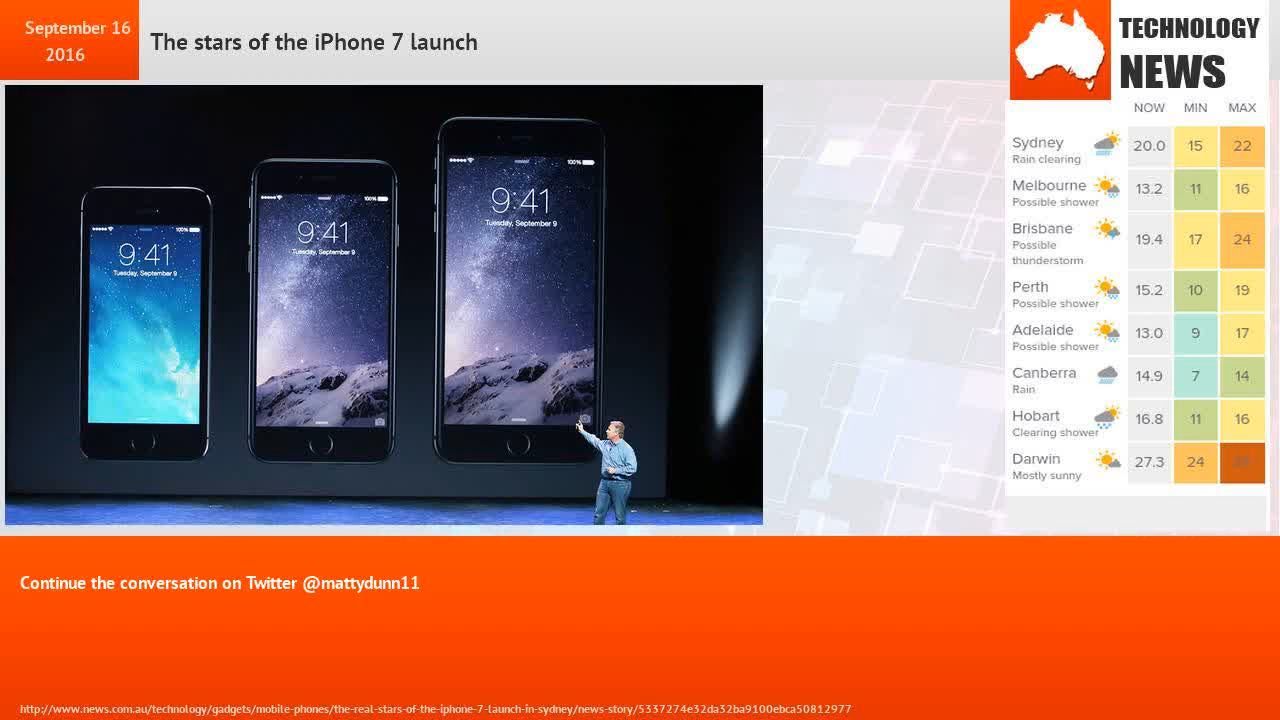 September 16
2016
The stars of the iPhone 7 launch
TECHNOLOGY
NEWS
NOW MIN MAX
Sydney 20.0 15 22
Rain clearing
Melbourne 13.2 11 16
Possible shower
Brisbane 19.4 17 24
Possible
thunderstorm
Perth 15.2 10 19
Possible shower
Adelaide 13.0 9 17
Possible shower
Canberra 14.9 7 14
Rain
Hobart 16.8 11 16
Clearing shower
Darwin 27.3 24
Mostly sunny
100%
9:41
Tuesday, September 9
100%
9:41
Tuesday, September 9
100%
9:41
Tuesday, September 9
Continue the conversation on Twitter @mattydunn11
http://www.news.com.au/technology/gadgets/mobile-phones/the-real-stars-of-the-iphone-7-launch-in-sydney/news-story/5337274e32da32ba9100ebca50812977